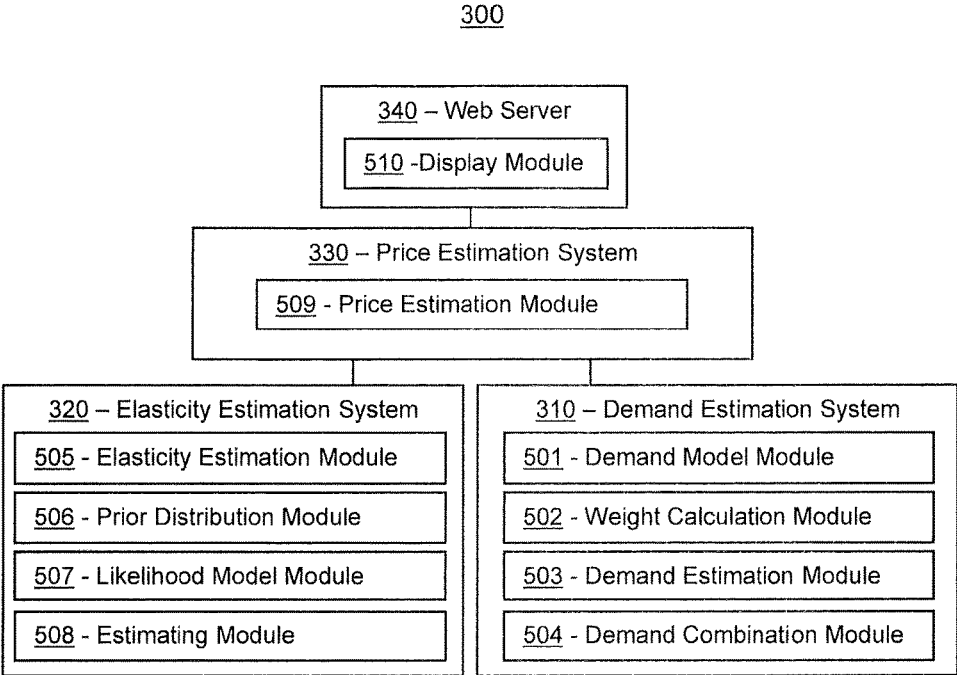 300
340 – Web Server
510 -Display Module
330 – Price Estimation System
509 - Price Estimation Module
320 – Elasticity Estimation System
505 - Elasticity Estimation Module
506 - Prior Distribution Module
507 - Likelihood Model Module
508 - Estimating Module
310 – Demand Estimation System
501 - Demand Model Module
502 - Weight Calculation Module
503 - Demand Estimation Module
504 - Demand Combination Module